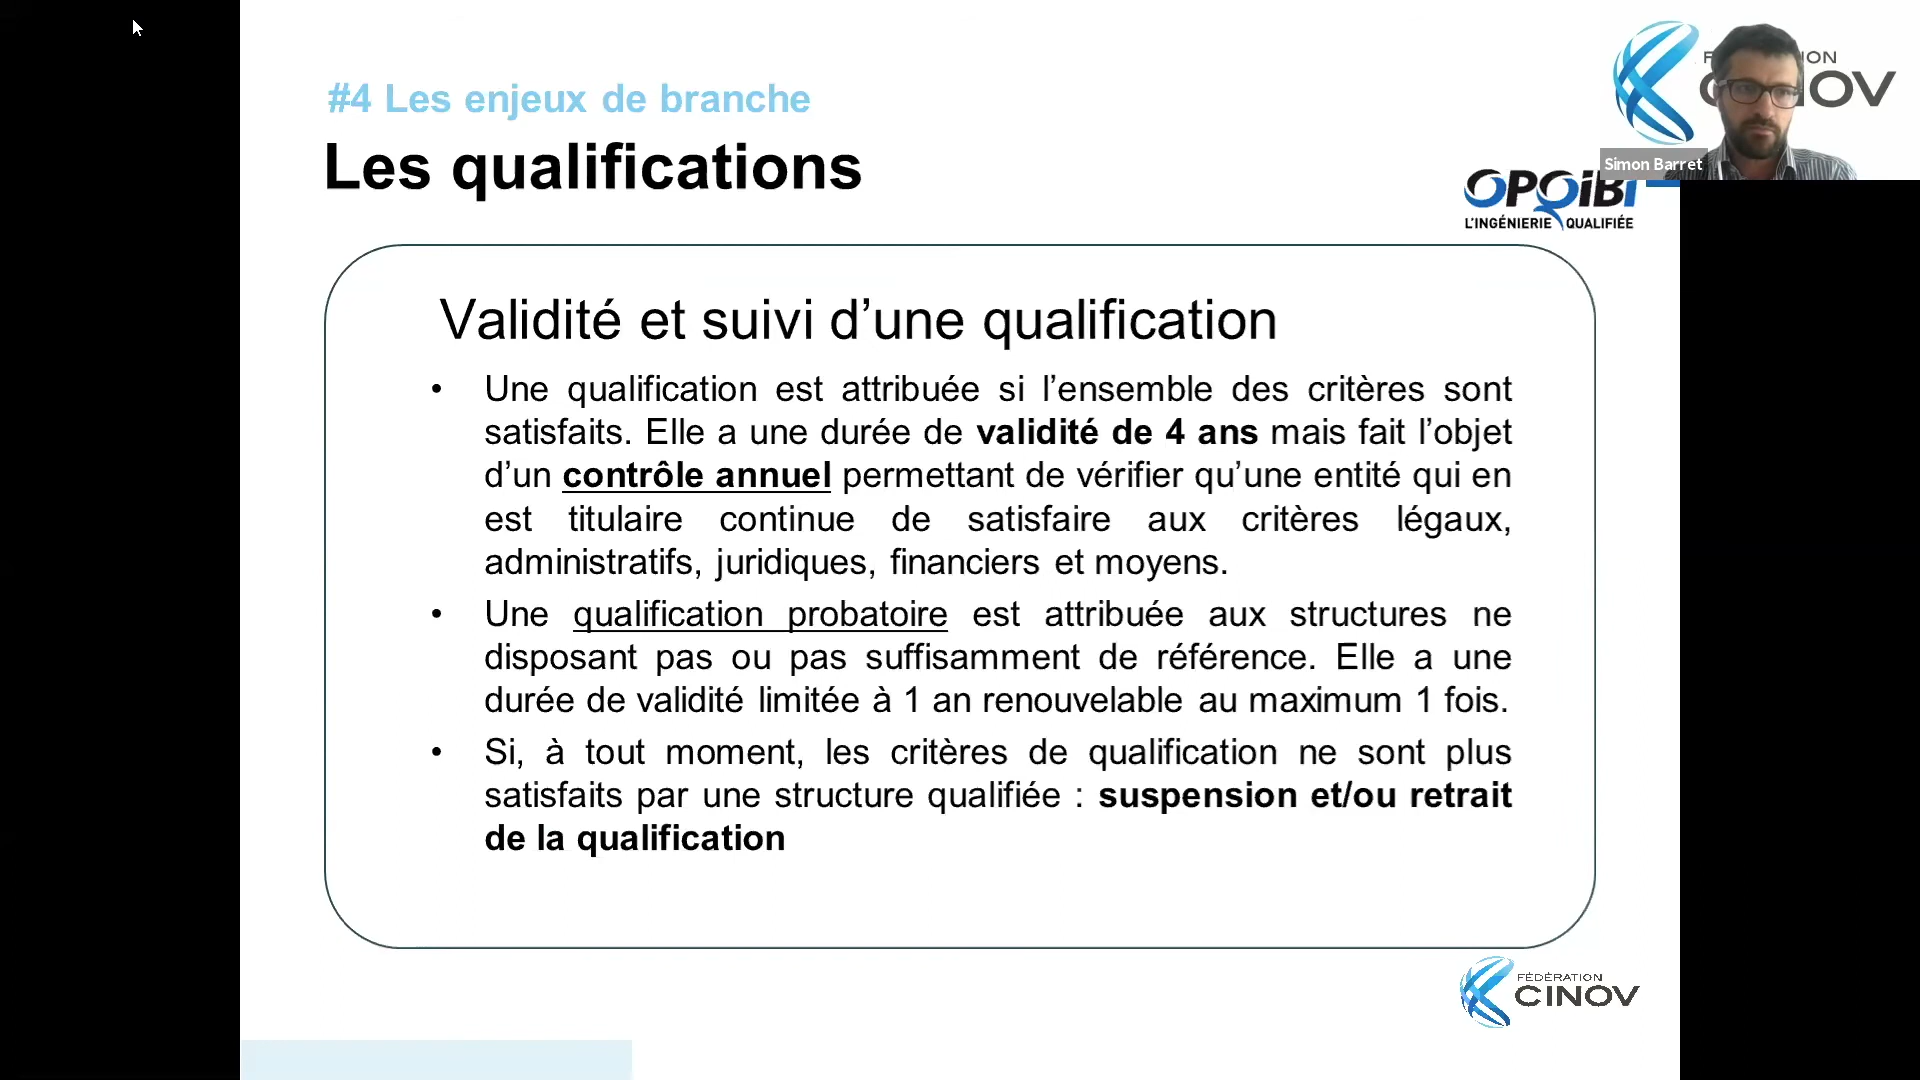 #4 Les enjeux de branche
Les qualifications
Simon Barret
OPQiBi
L'INGÉNIERIE QUALIFIÉE
Validité et suivi d’une qualification
• Une qualification est attribuée si l’ensemble des critères sont
satisfaits. Elle a une durée de validité de 4 ans mais fait l’objet
d’un contrôle annuel permettant de vérifier qu’une entité qui en
est titulaire continue de satisfaire aux critères légaux,
administratifs, juridiques, financiers et moyens.
• Une qualification probatoire est attribuée aux structures ne
disposant pas ou pas suffisamment de référence. Elle a une
durée de validité limitée à 1 an renouvelable au maximum 1 fois.
• Si, à tout moment, les critères de qualification ne sont plus
satisfaits par une structure qualifiée : suspension et/ou retrait
de la qualification
FÉDÉRATION
CINOV